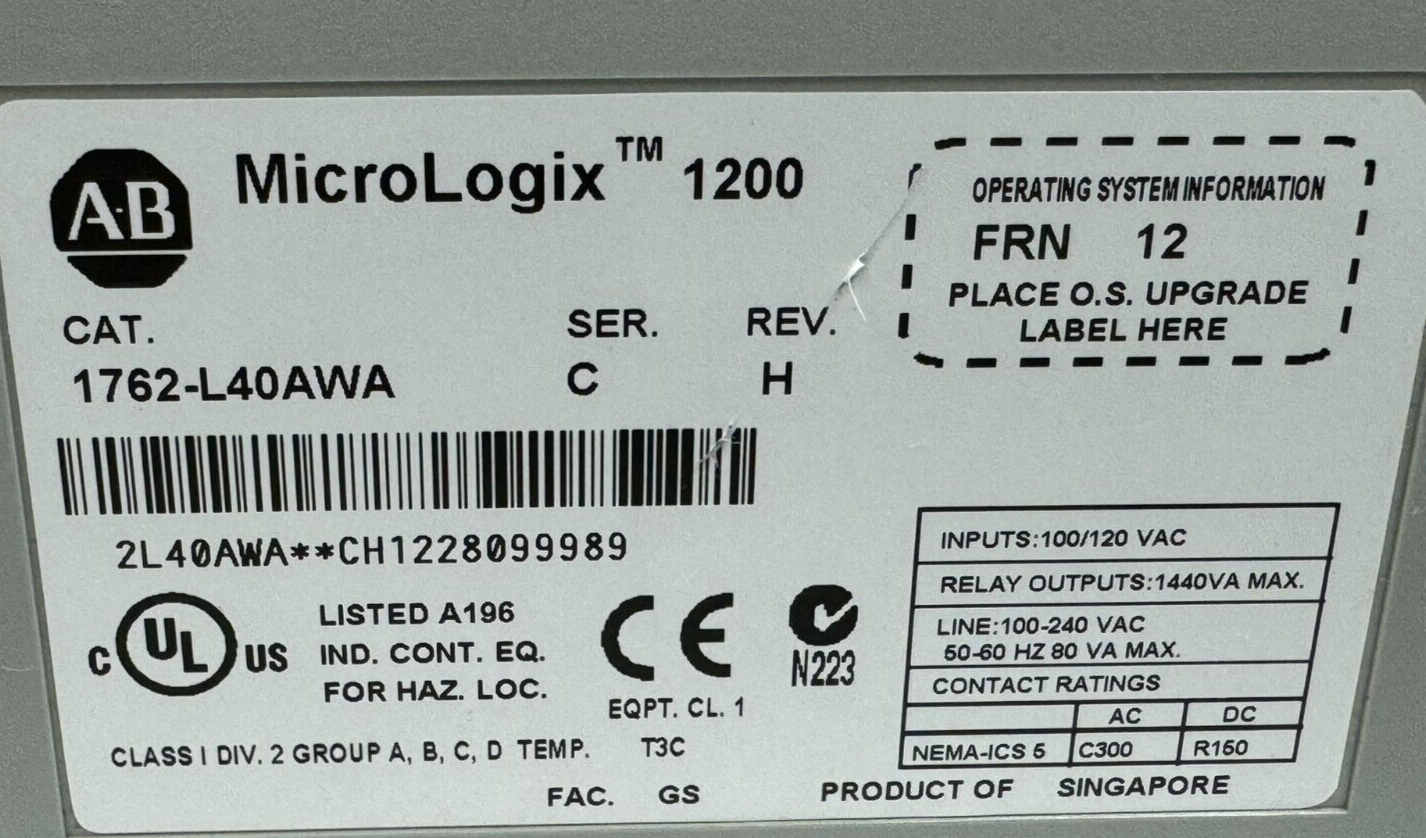 A·B
MicroLogix™ 1200
OPERATING SYSTEM INFORMATION
FRN 12
PLACE O.S. UPGRADE
LABEL HERE
CAT. SER. REV.
1762-L40AWA C H
2L40AWA**CH1228099989
C UL US
LISTED A196
IND. CONT. EQ.
FOR HAZ. LOC.
CE
EQPT. CL. 1
N223
CLASS I DIV. 2 GROUP A, B, C, D TEMP. T3C
FAC. GS
INPUTS:100/120 VAC
RELAY OUTPUTS:1440VA MAX.
LINE:100-240 VAC
50-60 HZ 80 VA MAX.
CONTACT RATINGS
AC DC
NEMA-ICS 5 C300 R150
PRODUCT OF SINGAPORE